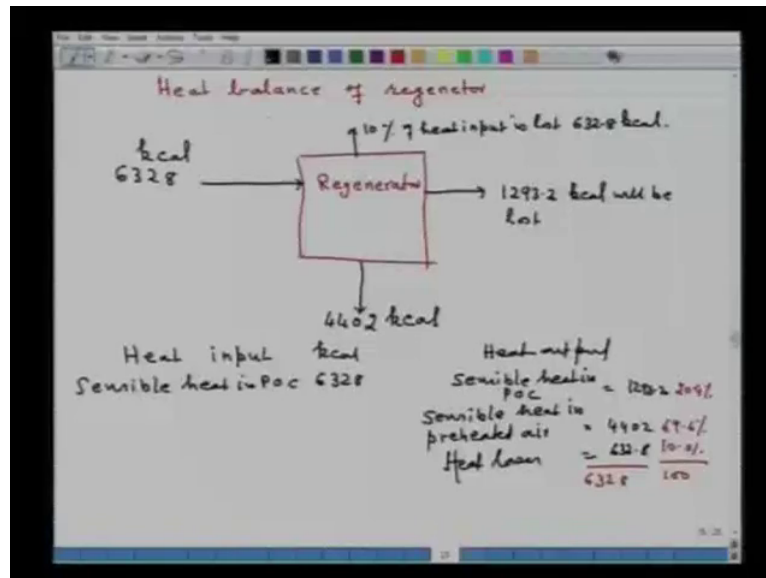 Heat balance of regenetor
10% of heat input is lost 632.8 kcal.
kcal
6328
Regenerator
1293.2 kcal will be
lost
4402 kcal
Heat input kcal
Sensible heat in POC 6328
Heat output
Sensible heat in
POC = 1293.2 20.4%
Sensible heat in
preheated air = 4402 69.6%
Heat losses = 632.8 10.0%
6328 100